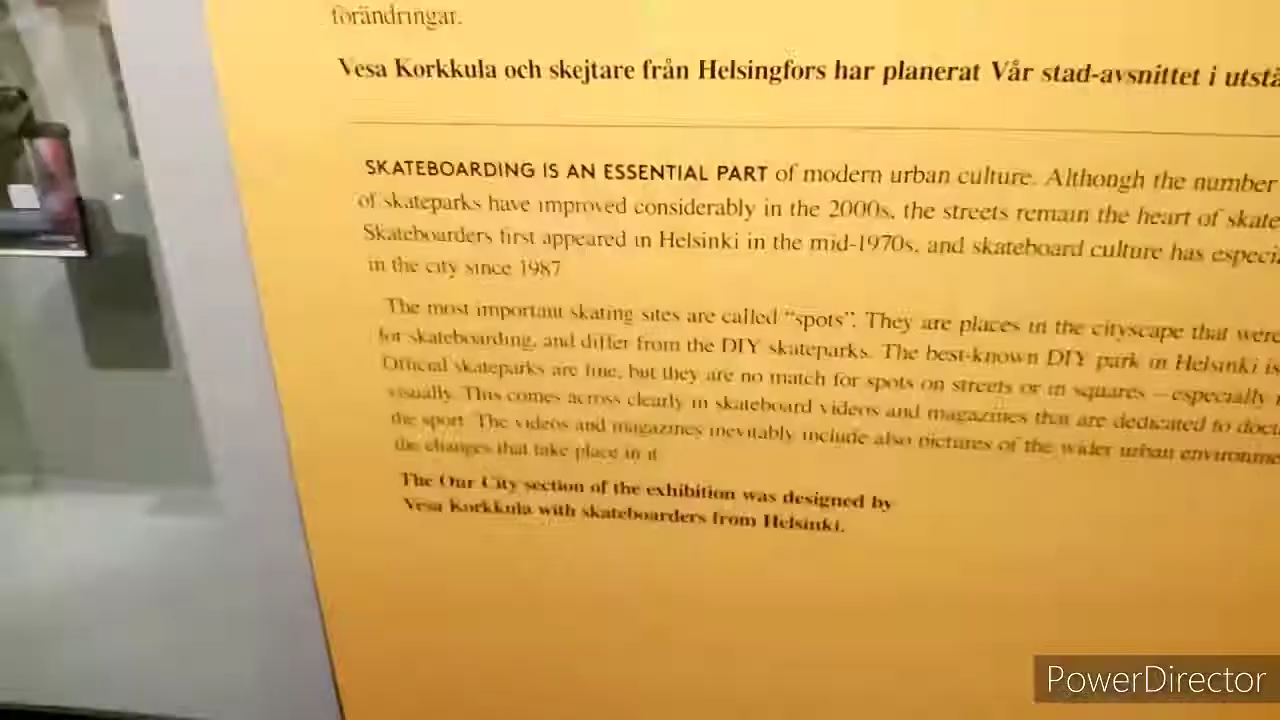 förändringar.
Vesa Korkkula och skejtare från Helsingfors har planerat Vår stad-avsnittet i
SKATEBOARDING IS AN ESSENTIAL PART of modern urban culture. Although the number
of skateparks have improved considerably in the 2000s, the streets remain the heart of
Skateboarders first appeared in Helsinki in the mid-1970s, and skateboard culture has
in the city since 1987
The most important skating sites are called “spots”. They are places in the cityscape that were
for skateboarding, and differ from the DIY skateparks. The best-known DIY park in Helsinki is
Official skateparks are fine, but they are no match for spots on streets or in squares – especially
visually. This comes across clearly in skateboard videos and magazines that are dedicated to
the sport. The videos and magazines inevitably include also pictures of the wider urban
the changes that take place in it.
The Our City section of the exhibition was designed by
Vesa Korkkula with skateboarders from Helsinki.
PowerDirector